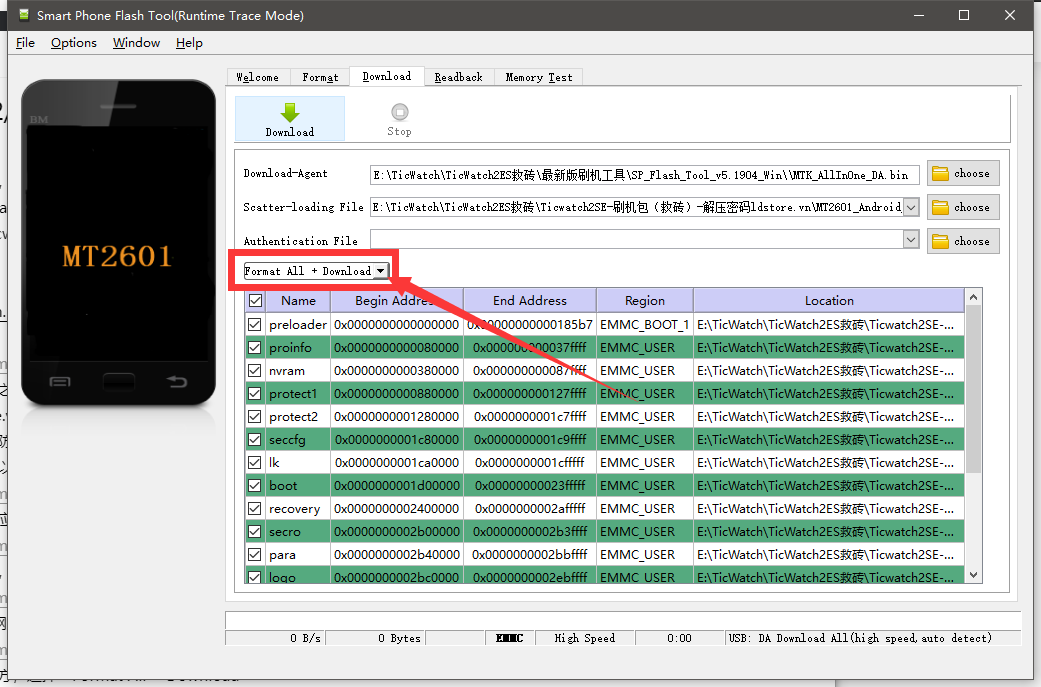 Smart Phone Flash Tool(Runtime Trace Mode)
File Options Window Help
Welcome Format Download Readback Memory Test
BM
Download Stop
Download-Agent E:\TicWatch\TicWatch2ES救砖\最新版刷机工具\SP_Flash_Tool_v5.1904_Win\\MTK_AllInOne_DA.bin choose
Scatter-loading File E:\TicWatch\TicWatch2ES救砖\Ticwatch2SE-刷机包（救砖）-解压密码ldstore.vn\MT2601_Android_ choose
Authentication File choose
MT2601
Format All + Download
Name Begin Address End Address Region Location
preloader 0x0000000000000000 0x00000000000185b7 EMMC_BOOT_1 E:\TicWatch\TicWatch2ES救砖\Ticwatch2SE-...
proinfo 0x0000000000080000 0x000000000037ffff EMMC_USER E:\TicWatch\TicWatch2ES救砖\Ticwatch2SE-...
nvram 0x0000000000380000 0x000000000087ffff EMMC_USER E:\TicWatch\TicWatch2ES救砖\Ticwatch2SE-...
protect1 0x0000000000880000 0x000000000127ffff EMMC_USER E:\TicWatch\TicWatch2ES救砖\Ticwatch2SE-...
protect2 0x0000000001280000 0x0000000001c7ffff EMMC_USER E:\TicWatch\TicWatch2ES救砖\Ticwatch2SE-...
seccfg 0x0000000001c80000 0x0000000001c9ffff EMMC_USER E:\TicWatch\TicWatch2ES救砖\Ticwatch2SE-...
lk 0x0000000001ca0000 0x0000000001cfffff EMMC_USER E:\TicWatch\TicWatch2ES救砖\Ticwatch2SE-...
boot 0x0000000001d00000 0x00000000023fffff EMMC_USER E:\TicWatch\TicWatch2ES救砖\Ticwatch2SE-...
recovery 0x0000000002400000 0x0000000002afffff EMMC_USER E:\TicWatch\TicWatch2ES救砖\Ticwatch2SE-...
secro 0x0000000002b00000 0x0000000002b3ffff EMMC_USER E:\TicWatch\TicWatch2ES救砖\Ticwatch2SE-...
para 0x0000000002b40000 0x0000000002bbffff EMMC_USER E:\TicWatch\TicWatch2ES救砖\Ticwatch2SE-...
logo 0x0000000002bc0000 0x0000000002ebffff EMMC_USER E:\TicWatch\TicWatch2ES救砖\Ticwatch2SE-...
0 B/s 0 Bytes EMMC High Speed 0:00 USB: DA Download All(high speed,auto detect)